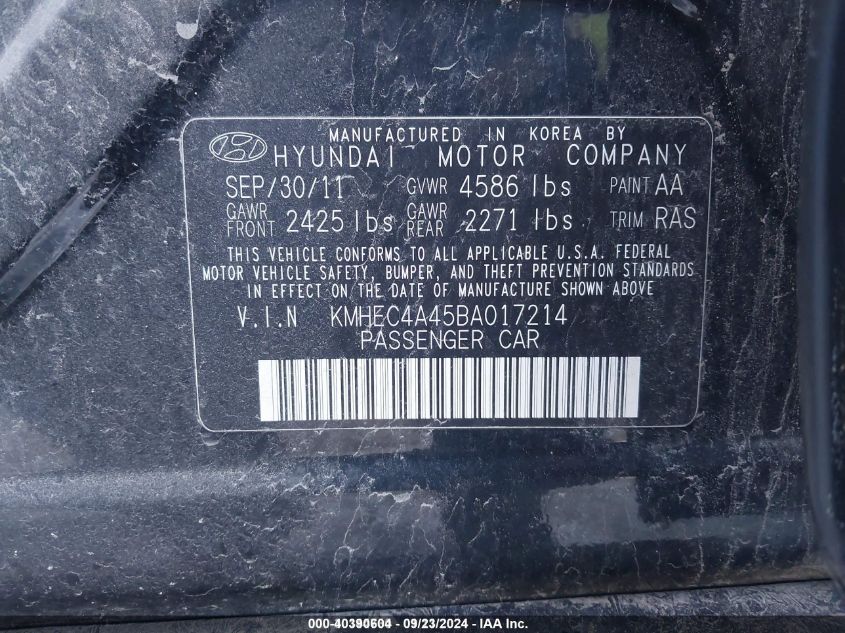 MANUFACTURED IN KOREA BY
HYUNDAI MOTOR COMPANY
SEP/30/11 GVWR 4586 lbs PAINT AA
GAWR FRONT 2425 lbs GAWR REAR 2271 lbs TRIM RAS
THIS VEHICLE CONFORMS TO ALL APPLICABLE U.S.A. FEDERAL
MOTOR VEHICLE SAFETY, BUMPER, AND THEFT PREVENTION STANDARDS
IN EFFECT ON THE DATE OF MANUFACTURE SHOWN ABOVE
V.I.N KMHEC4A45BA017214
PASSENGER CAR
000-40390604 - 09/23/2024 - IAA Inc.